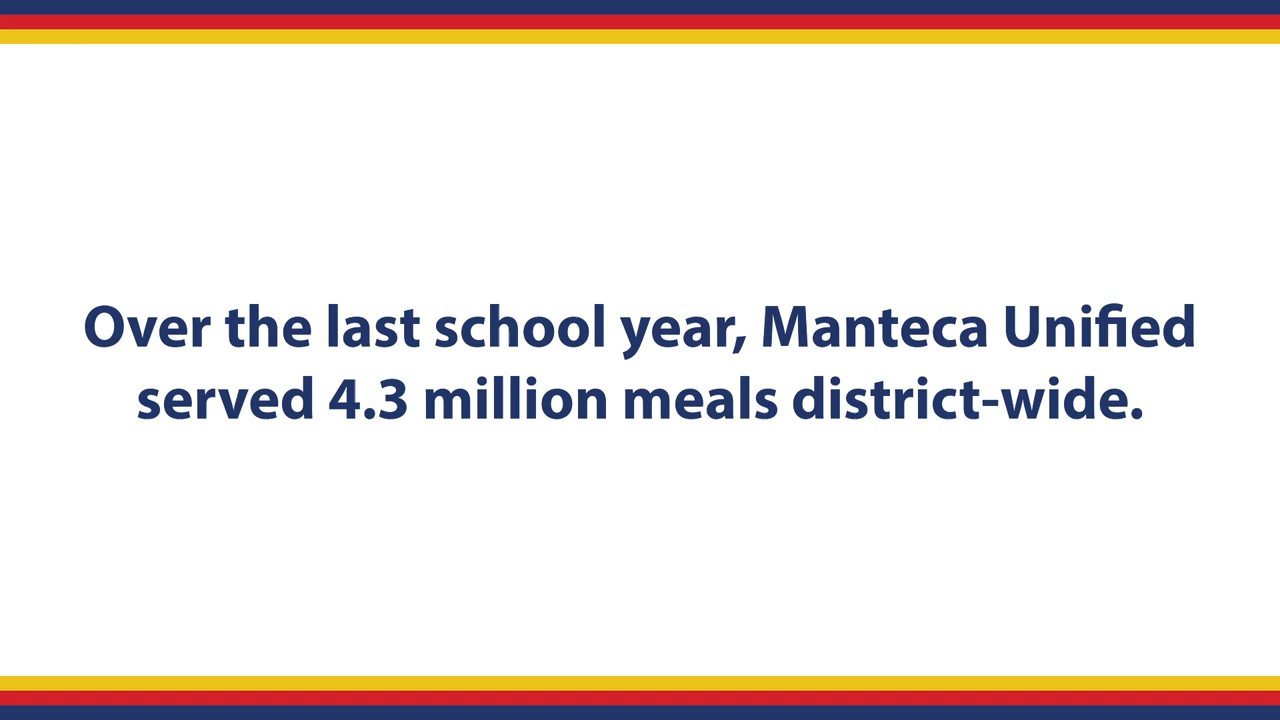 Over the last school year, Manteca Unified
served 4.3 million meals district-wide.